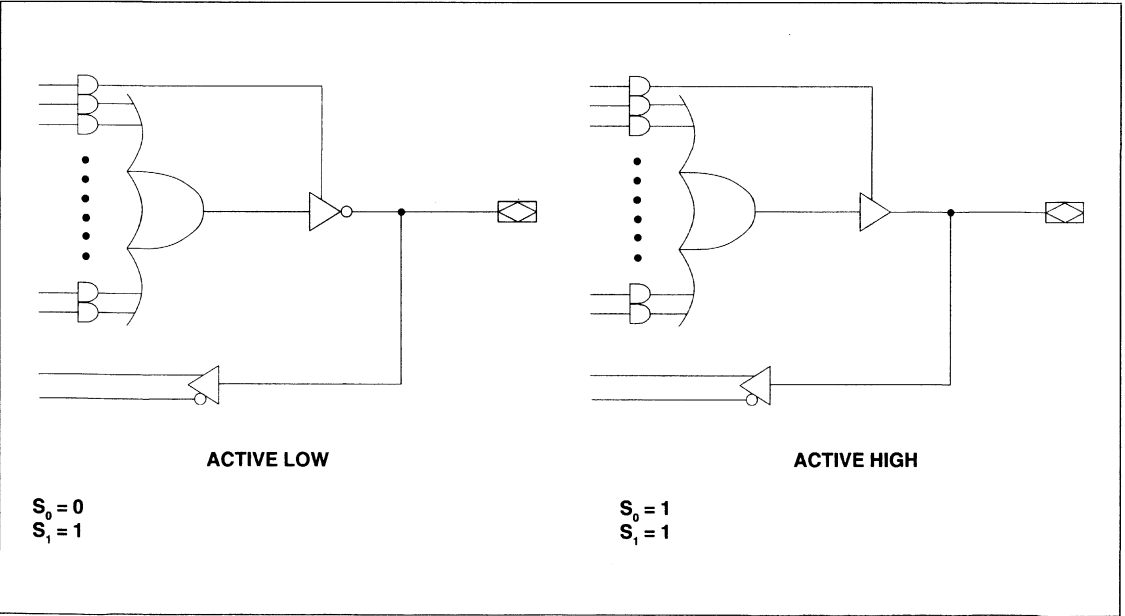 ACTIVE LOW
S₀ = 0
S₁ = 1
ACTIVE HIGH
S₀ = 1
S₁ = 1